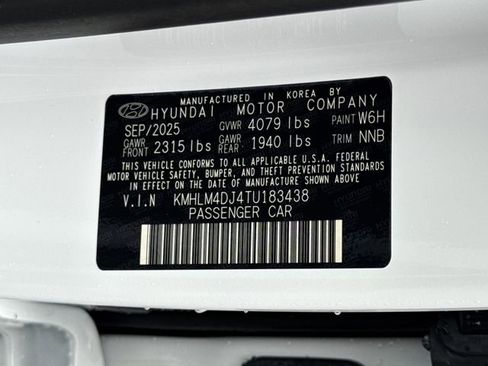 MANUFACTURED IN KOREA BY
HYUNDAI MOTOR COMPANY
SEP/2025 GVWR 4079 lbs PAINT W6H
GAWR FRONT 2315 lbs GAWR REAR 1940 lbs TRIM NNB
THIS VEHICLE CONFORMS TO ALL APPLICABLE U.S.A. FEDERAL
MOTOR VEHICLE SAFETY, BUMPER, AND THEFT PREVENTION STANDARDS
IN EFFECT ON THE DATE OF MANUFACTURE SHOWN ABOVE.
V.I.N KMHLM4DJ4TU183438
PASSENGER CAR